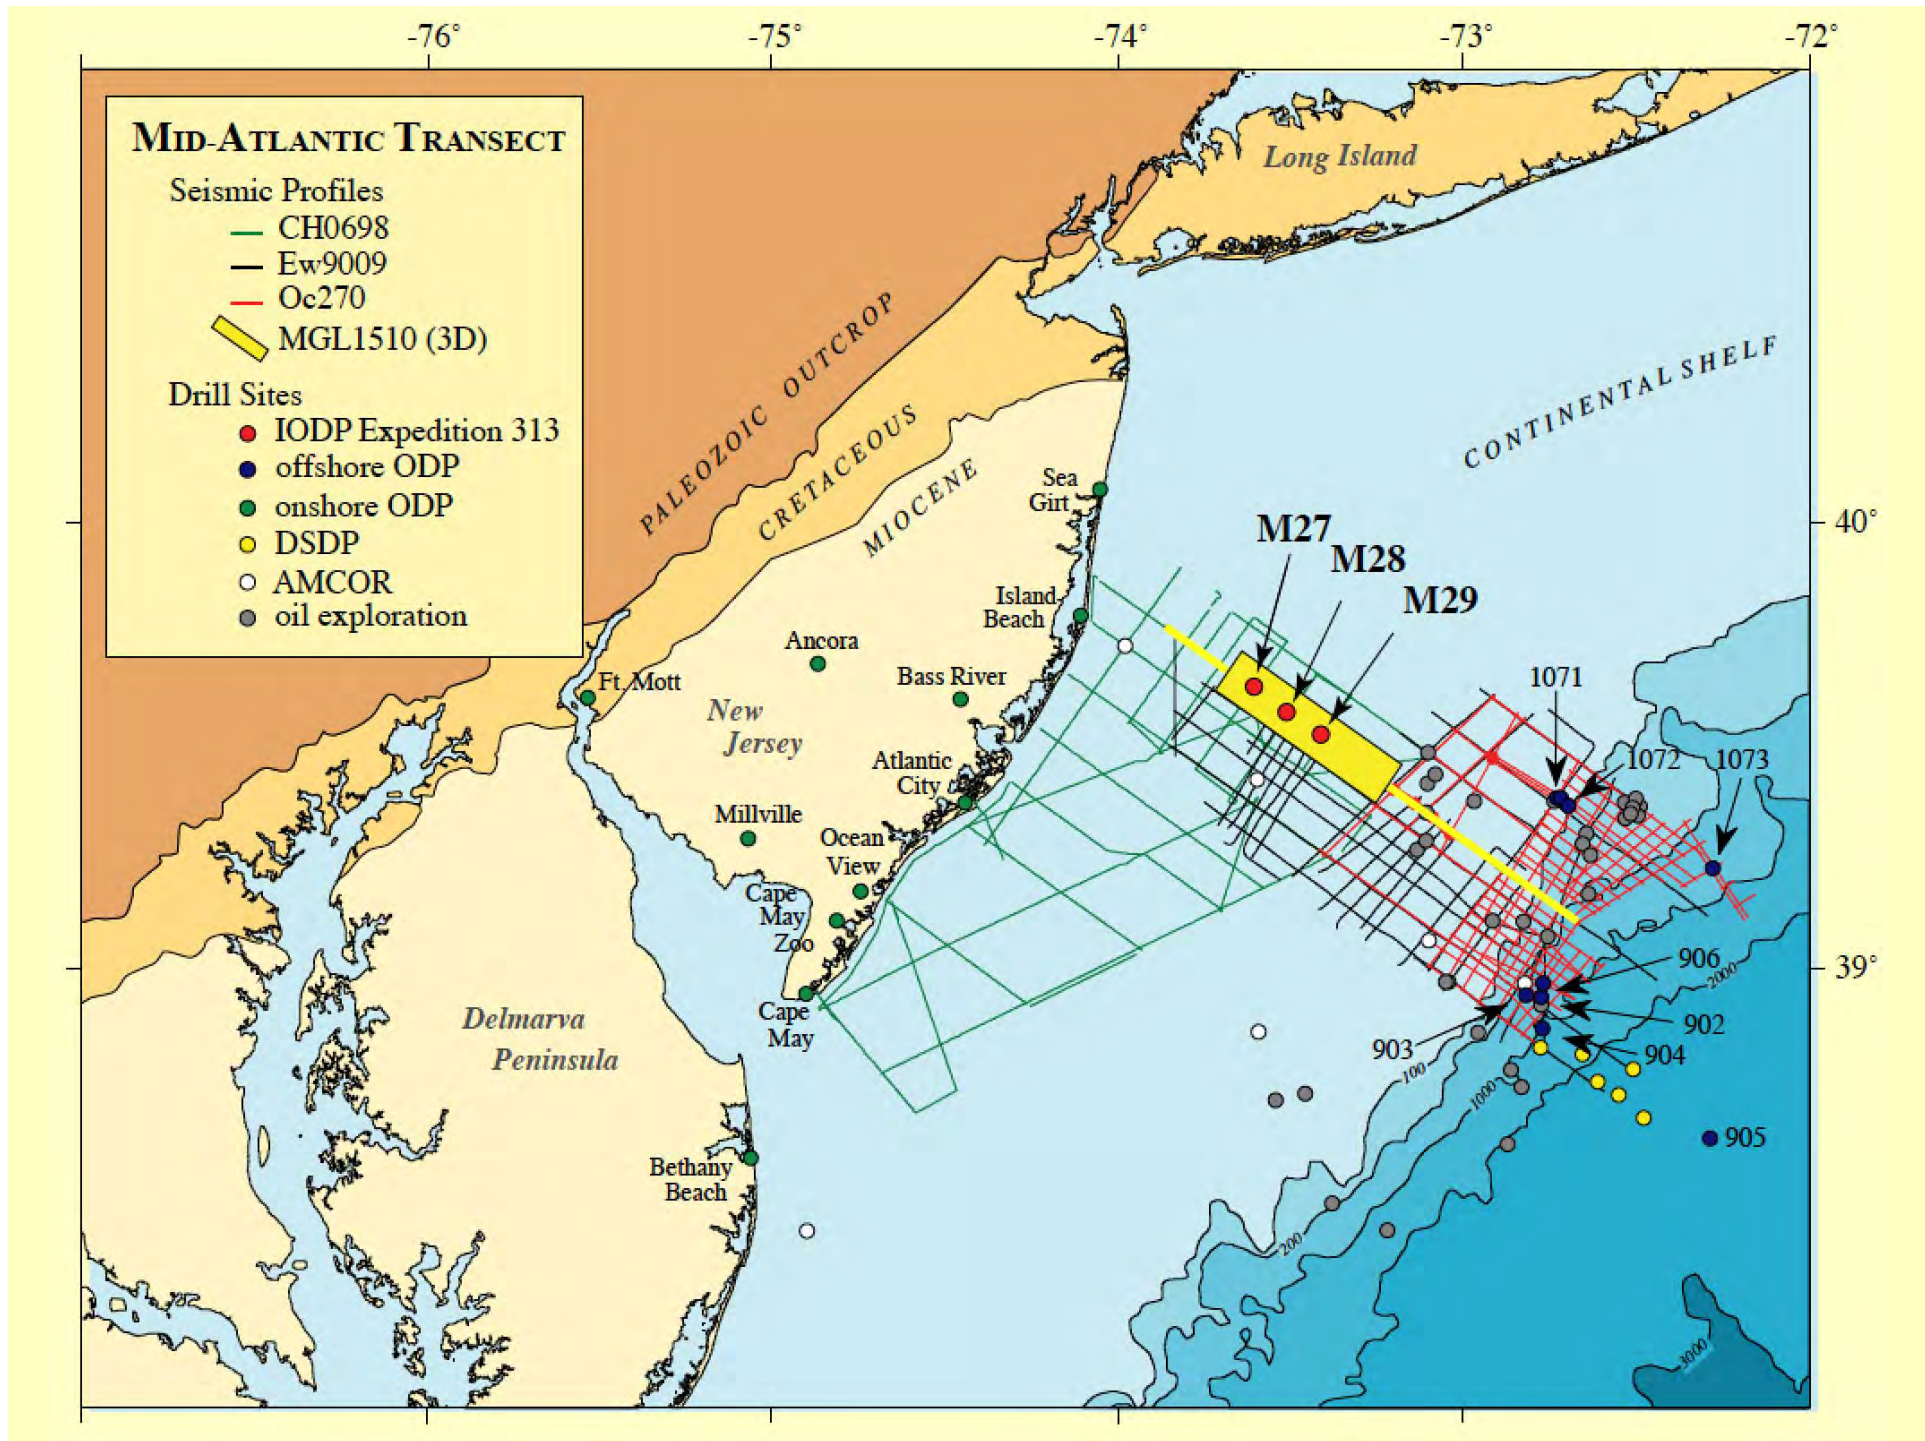 -76°
-75°
-74°
-73°
-72°
MID-ATLANTIC TRANSECT
Seismic Profiles
CH0698
Ew9009
Oc270
MGL1510 (3D)
Drill Sites
IODP Expedition 313
offshore ODP
onshore ODP
DSDP
AMCOR
oil exploration
Long Island
PALEOZOIC OUTCROP
CRETACEOUS
MIOCENE
CONTINENTAL SHELF
Sea
Girt
40°
M27
M28
M29
Island
Beach
Ancora
Ft. Mott
Bass River
New
Jersey
1071
1072
1073
Atlantic
City
Millville
Ocean
View
Cape
May
Zoo
906
39°
2000
Cape
May
Delmarva
Peninsula
902
903
904
100
1000
905
Bethany
Beach
200
3000
?